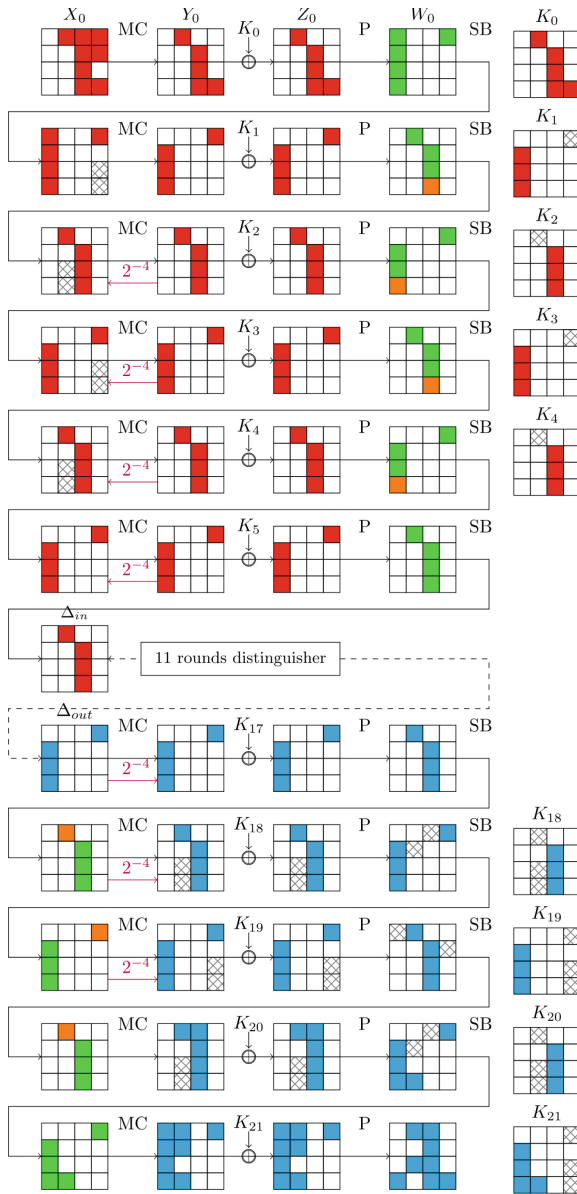 X₀ MC Y₀ K₀ Z₀ P W₀ SB K₀
MC K₁ P SB K₁
MC K₂ P SB K₂
2⁻⁴
MC K₃ P SB K₃
2⁻⁴
MC K₄ P SB K₄
2⁻⁴
MC K₅ P SB
2⁻⁴
Δ_in
11 rounds distinguisher
Δ_out
MC K₁₇ P SB
2⁻⁴
MC K₁₈ P SB K₁₈
2⁻⁴
MC K₁₉ P SB K₁₉
2⁻⁴
MC K₂₀ P SB K₂₀
MC K₂₁ P SB K₂₁